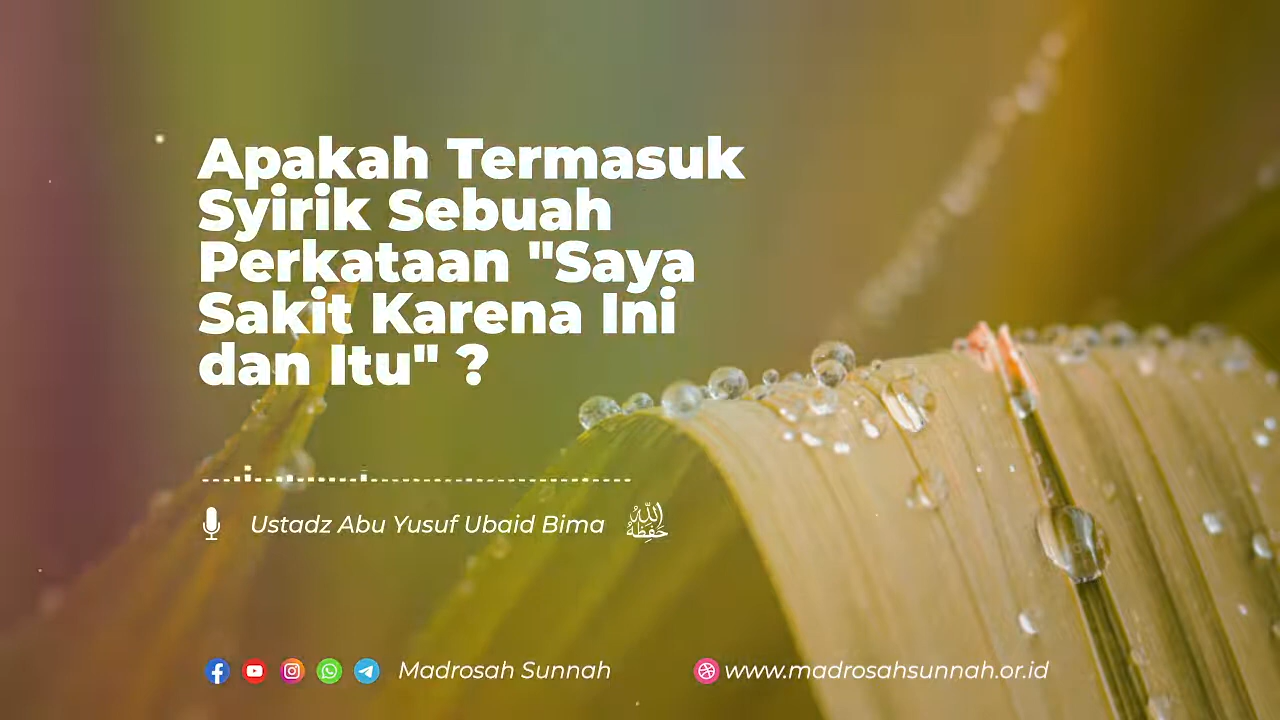 Apakah Termasuk
Syirik Sebuah
Perkataan "Saya
Sakit Karena Ini
dan Itu" ?
Ustadz Abu Yusuf Ubaid Bima حفظه الله
Madrosah Sunnah
www.madrosahsunnah.or.id